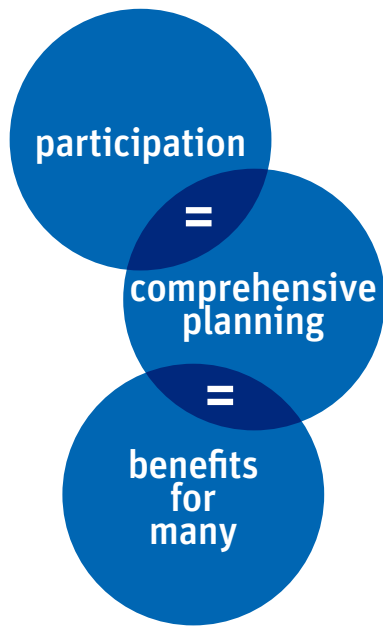 participation
=
comprehensive
planning
=
benefits
for
many